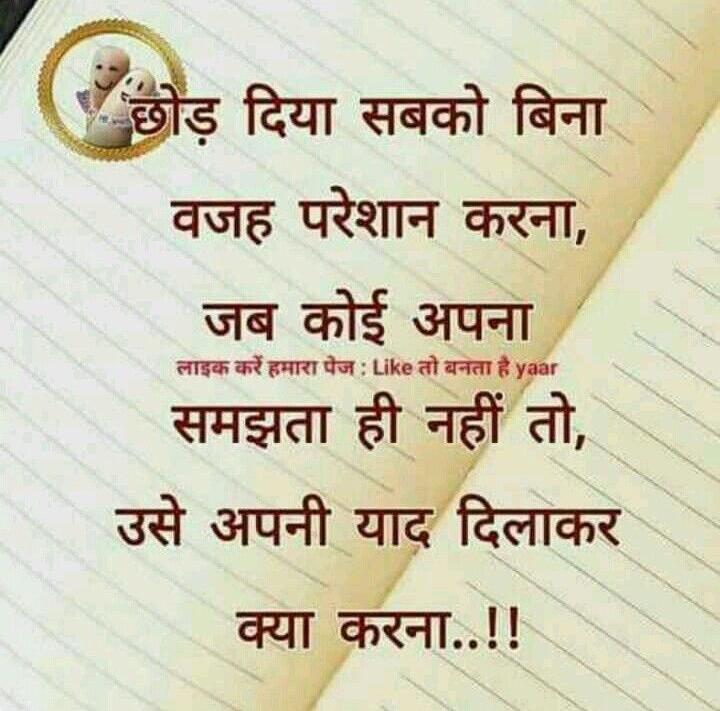 छोड़ दिया सबको बिना
वजह परेशान करना,
जब कोई अपना
लाइक करें हमारा पेज : Like तो बनता है yaar
समझता ही नहीं तो,
उसे अपनी याद दिलाकर
क्या करना..!!